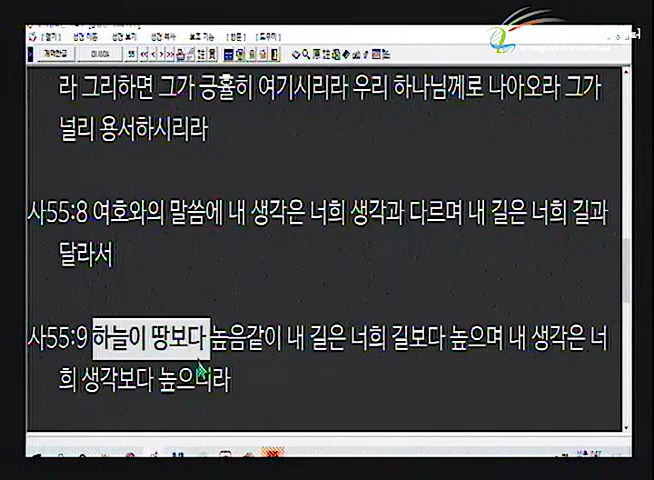 개역한글
라 그리하면 그가 긍휼히 여기시리라 우리 하나님께로 나아오라 그가
널리 용서하시리라
사55:8 여호와의 말씀에 내 생각은 너희 생각과 다르며 내 길은 너희 길과
달라서
사55:9 하늘이 땅보다 높음같이 내 길은 너희 길보다 높으며 내 생각은 너
희 생각보다 높으니라